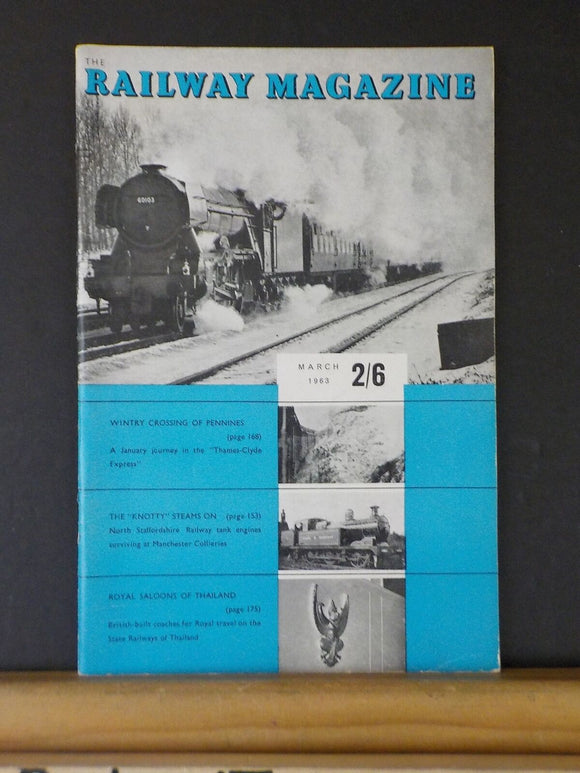 THE
RAILWAY MAGAZINE
60103
MARCH
1963
2/6
WINTRY CROSSING OF PENNINES
(page 168)
A January journey in the "Thames-Clyde
Express"
THE "KNOTTY" STEAMS ON (page 153)
North Staffordshire Railway tank engines
surviving at Manchester Collieries
ROYAL SALOONS OF THAILAND
(page 175)
British-built coaches for Royal travel on the
State Railways of Thailand